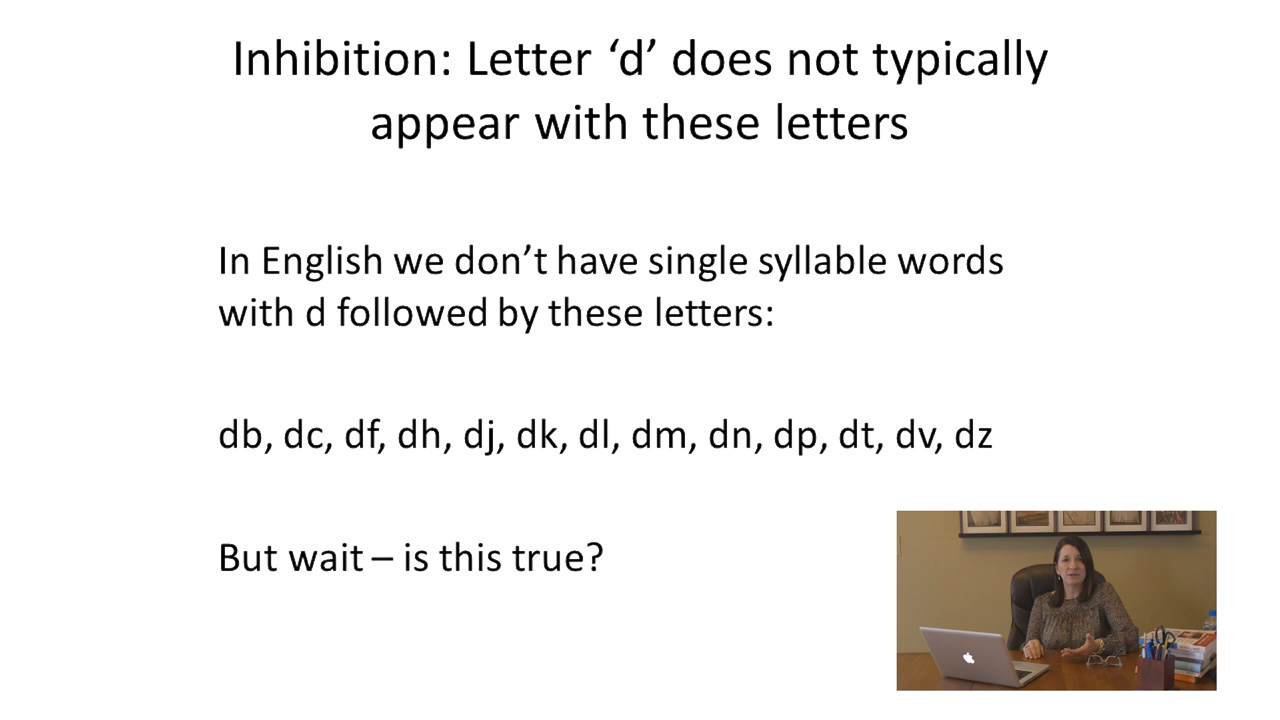 Inhibition: Letter ‘d’ does not typically
appear with these letters
In English we don’t have single syllable words
with d followed by these letters:
db, dc, df, dh, dj, dk, dl, dm, dn, dp, dt, dv, dz
But wait – is this true?